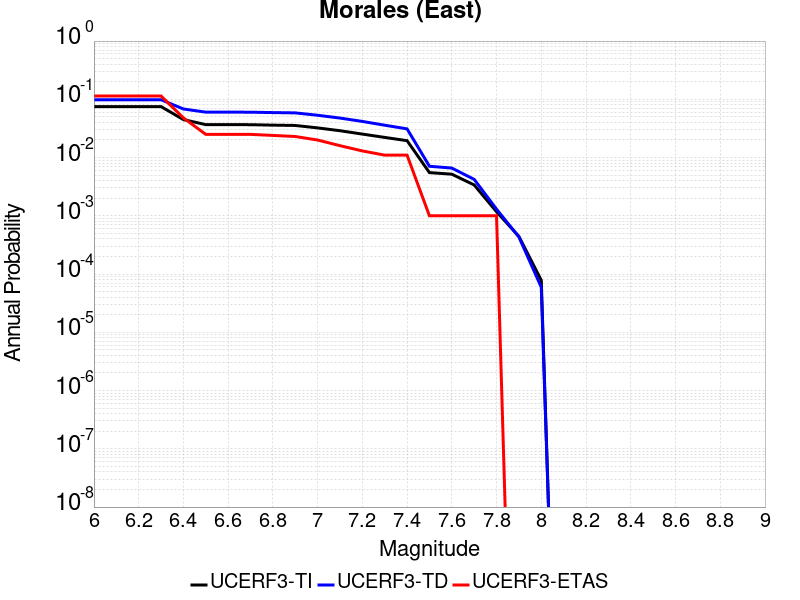 Morales (East)
10 0
10 -1
10 -2
10 -3
10 -4
10 -5
10 -6
10 -7
10 -8
Annual Probability
6 6.2 6.4 6.6 6.8 7 7.2 7.4 7.6 7.8 8 8.2 8.4 8.6 8.8 9
Magnitude
UCERF3-TI UCERF3-TD UCERF3-ETAS